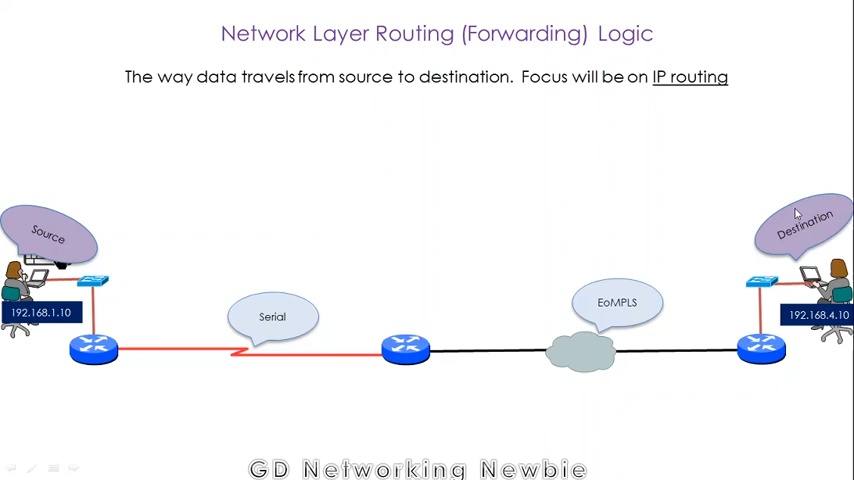 Network Layer Routing (Forwarding) Logic
The way data travels from source to destination. Focus will be on IP routing
Source
Destination
192.168.1.10
Serial
EoMPLS
192.168.4.10
GD Networking Newbie